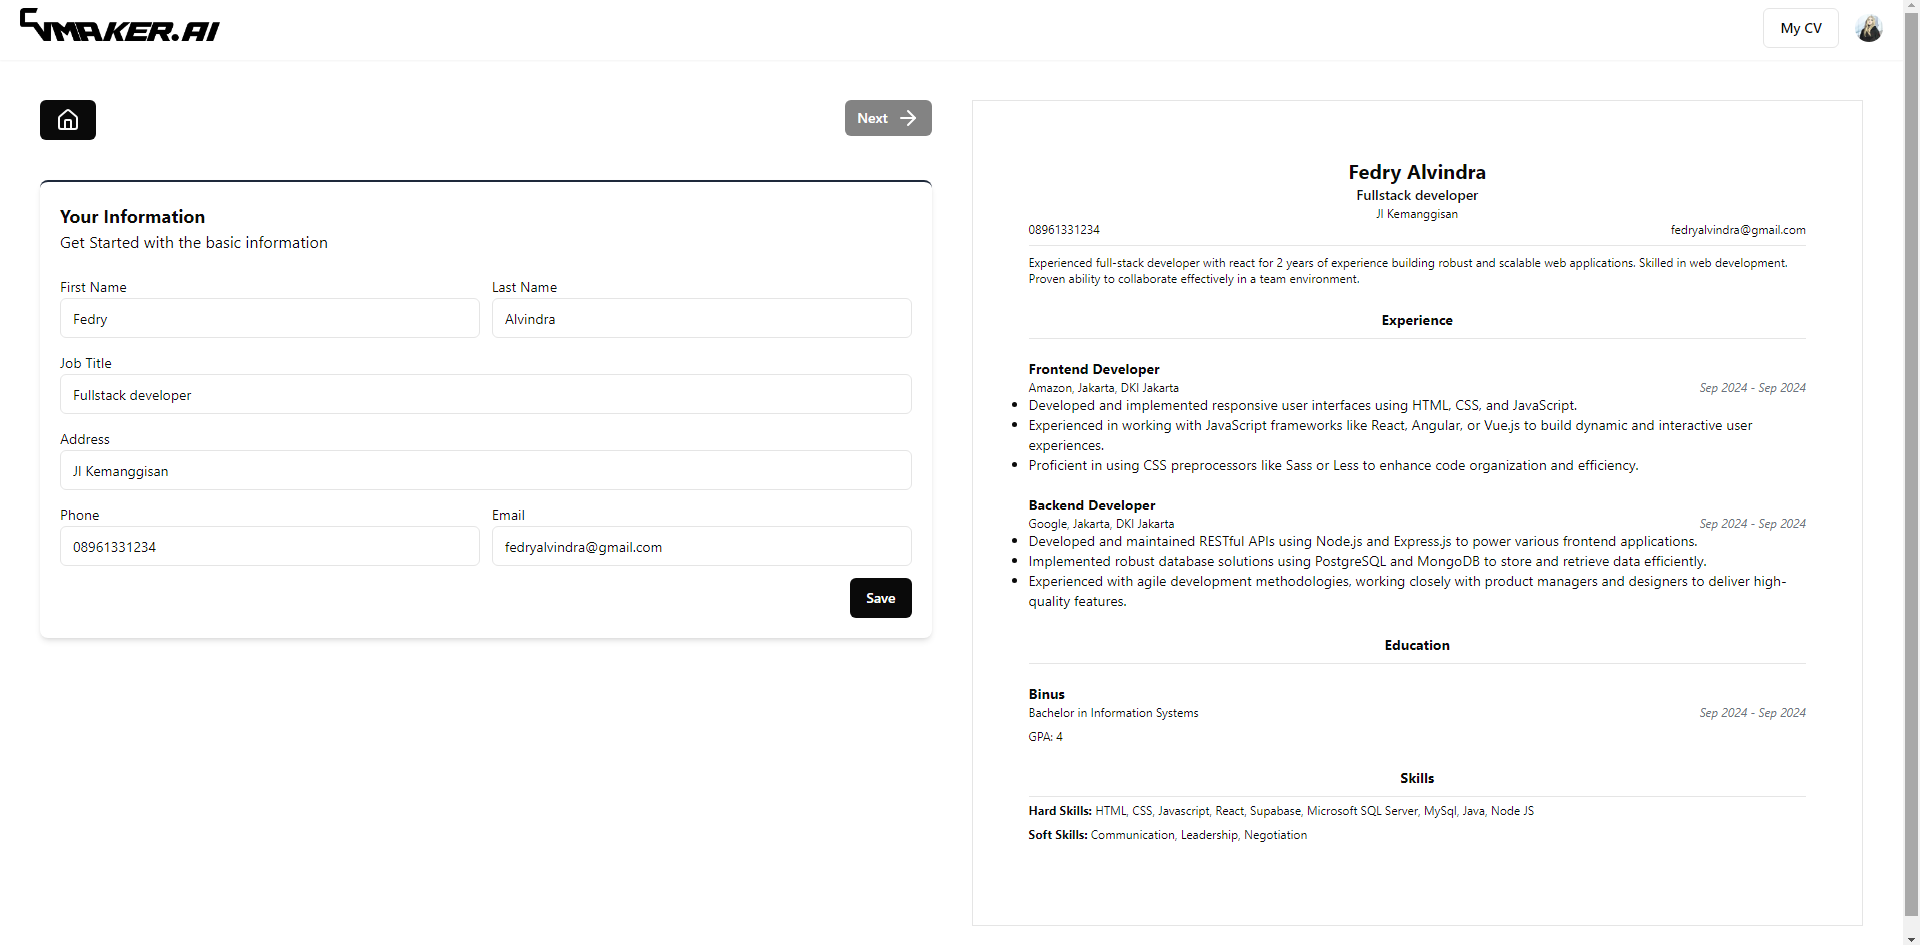 CVMAKER.AI
My CV
Next
Your Information
Get Started with the basic information
First Name
Last Name
Fedry
Alvindra
Job Title
Fullstack developer
Address
Jl Kemanggisan
Phone
Email
08961331234
fedryalvindra@gmail.com
Save
Fedry Alvindra
Fullstack developer
Jl Kemanggisan
08961331234
fedryalvindra@gmail.com
Experienced full-stack developer with react for 2 years of experience building robust and scalable web applications. Skilled in web development.
Proven ability to collaborate effectively in a team environment.
Experience
Frontend Developer
Amazon, Jakarta, DKI Jakarta
Sep 2024 - Sep 2024
• Developed and implemented responsive user interfaces using HTML, CSS, and JavaScript.
• Experienced in working with JavaScript frameworks like React, Angular, or Vue.js to build dynamic and interactive user
experiences.
• Proficient in using CSS preprocessors like Sass or Less to enhance code organization and efficiency.
Backend Developer
Google, Jakarta, DKI Jakarta
Sep 2024 - Sep 2024
• Developed and maintained RESTful APIs using Node.js and Express.js to power various frontend applications.
• Implemented robust database solutions using PostgreSQL and MongoDB to store and retrieve data efficiently.
• Experienced with agile development methodologies, working closely with product managers and designers to deliver high-
quality features.
Education
Binus
Bachelor in Information Systems
Sep 2024 - Sep 2024
GPA: 4
Skills
Hard Skills: HTML, CSS, Javascript, React, Supabase, Microsoft SQL Server, MySql, Java, Node JS
Soft Skills: Communication, Leadership, Negotiation